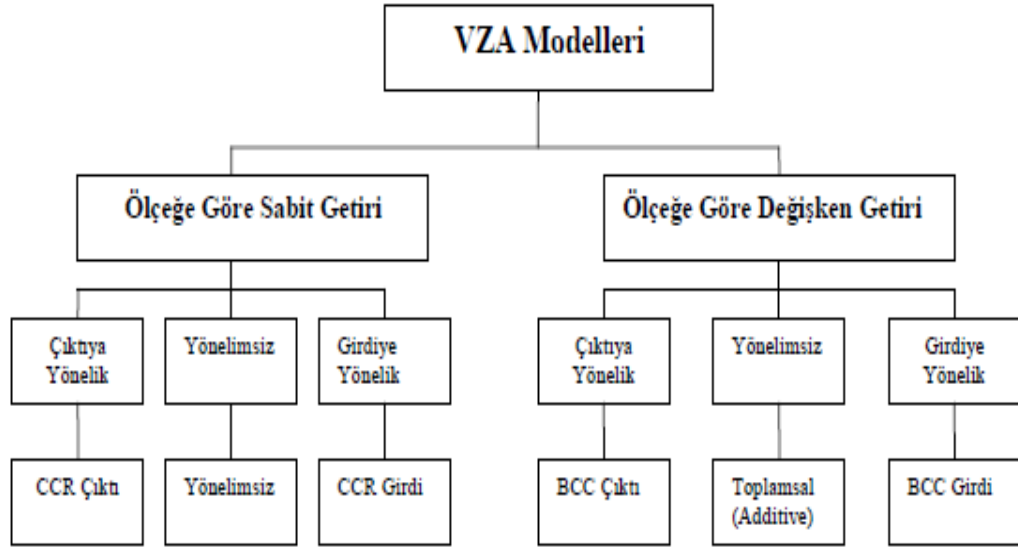 VZA Modelleri
Ölçeğe Göre Sabit Getiri
Ölçeğe Göre Değişken Getiri
Çıktıya
Yönelik
Yönelimsiz
Girdiye
Yönelik
Çıktıya
Yönelik
Yönelimsiz
Girdiye
Yönelik
CCR Çıktı
Yönelimsiz
CCR Girdi
BCC Çıktı
Toplamsal
(Additive)
BCC Girdi